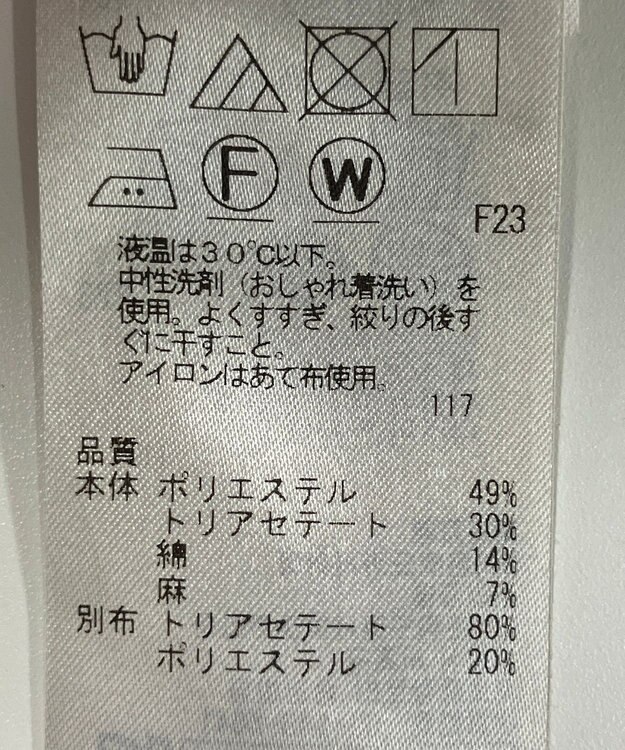 F W
F23
液温は30℃以下。
中性洗剤（おしゃれ着洗い）を
使用。よくすすぎ、絞りの後す
ぐに干すこと。
アイロンはあて布使用。
117
品質
本体 ポリエステル 49%
トリアセテート 30%
綿 14%
麻 7%
別布 トリアセテート 80%
ポリエステル 20%